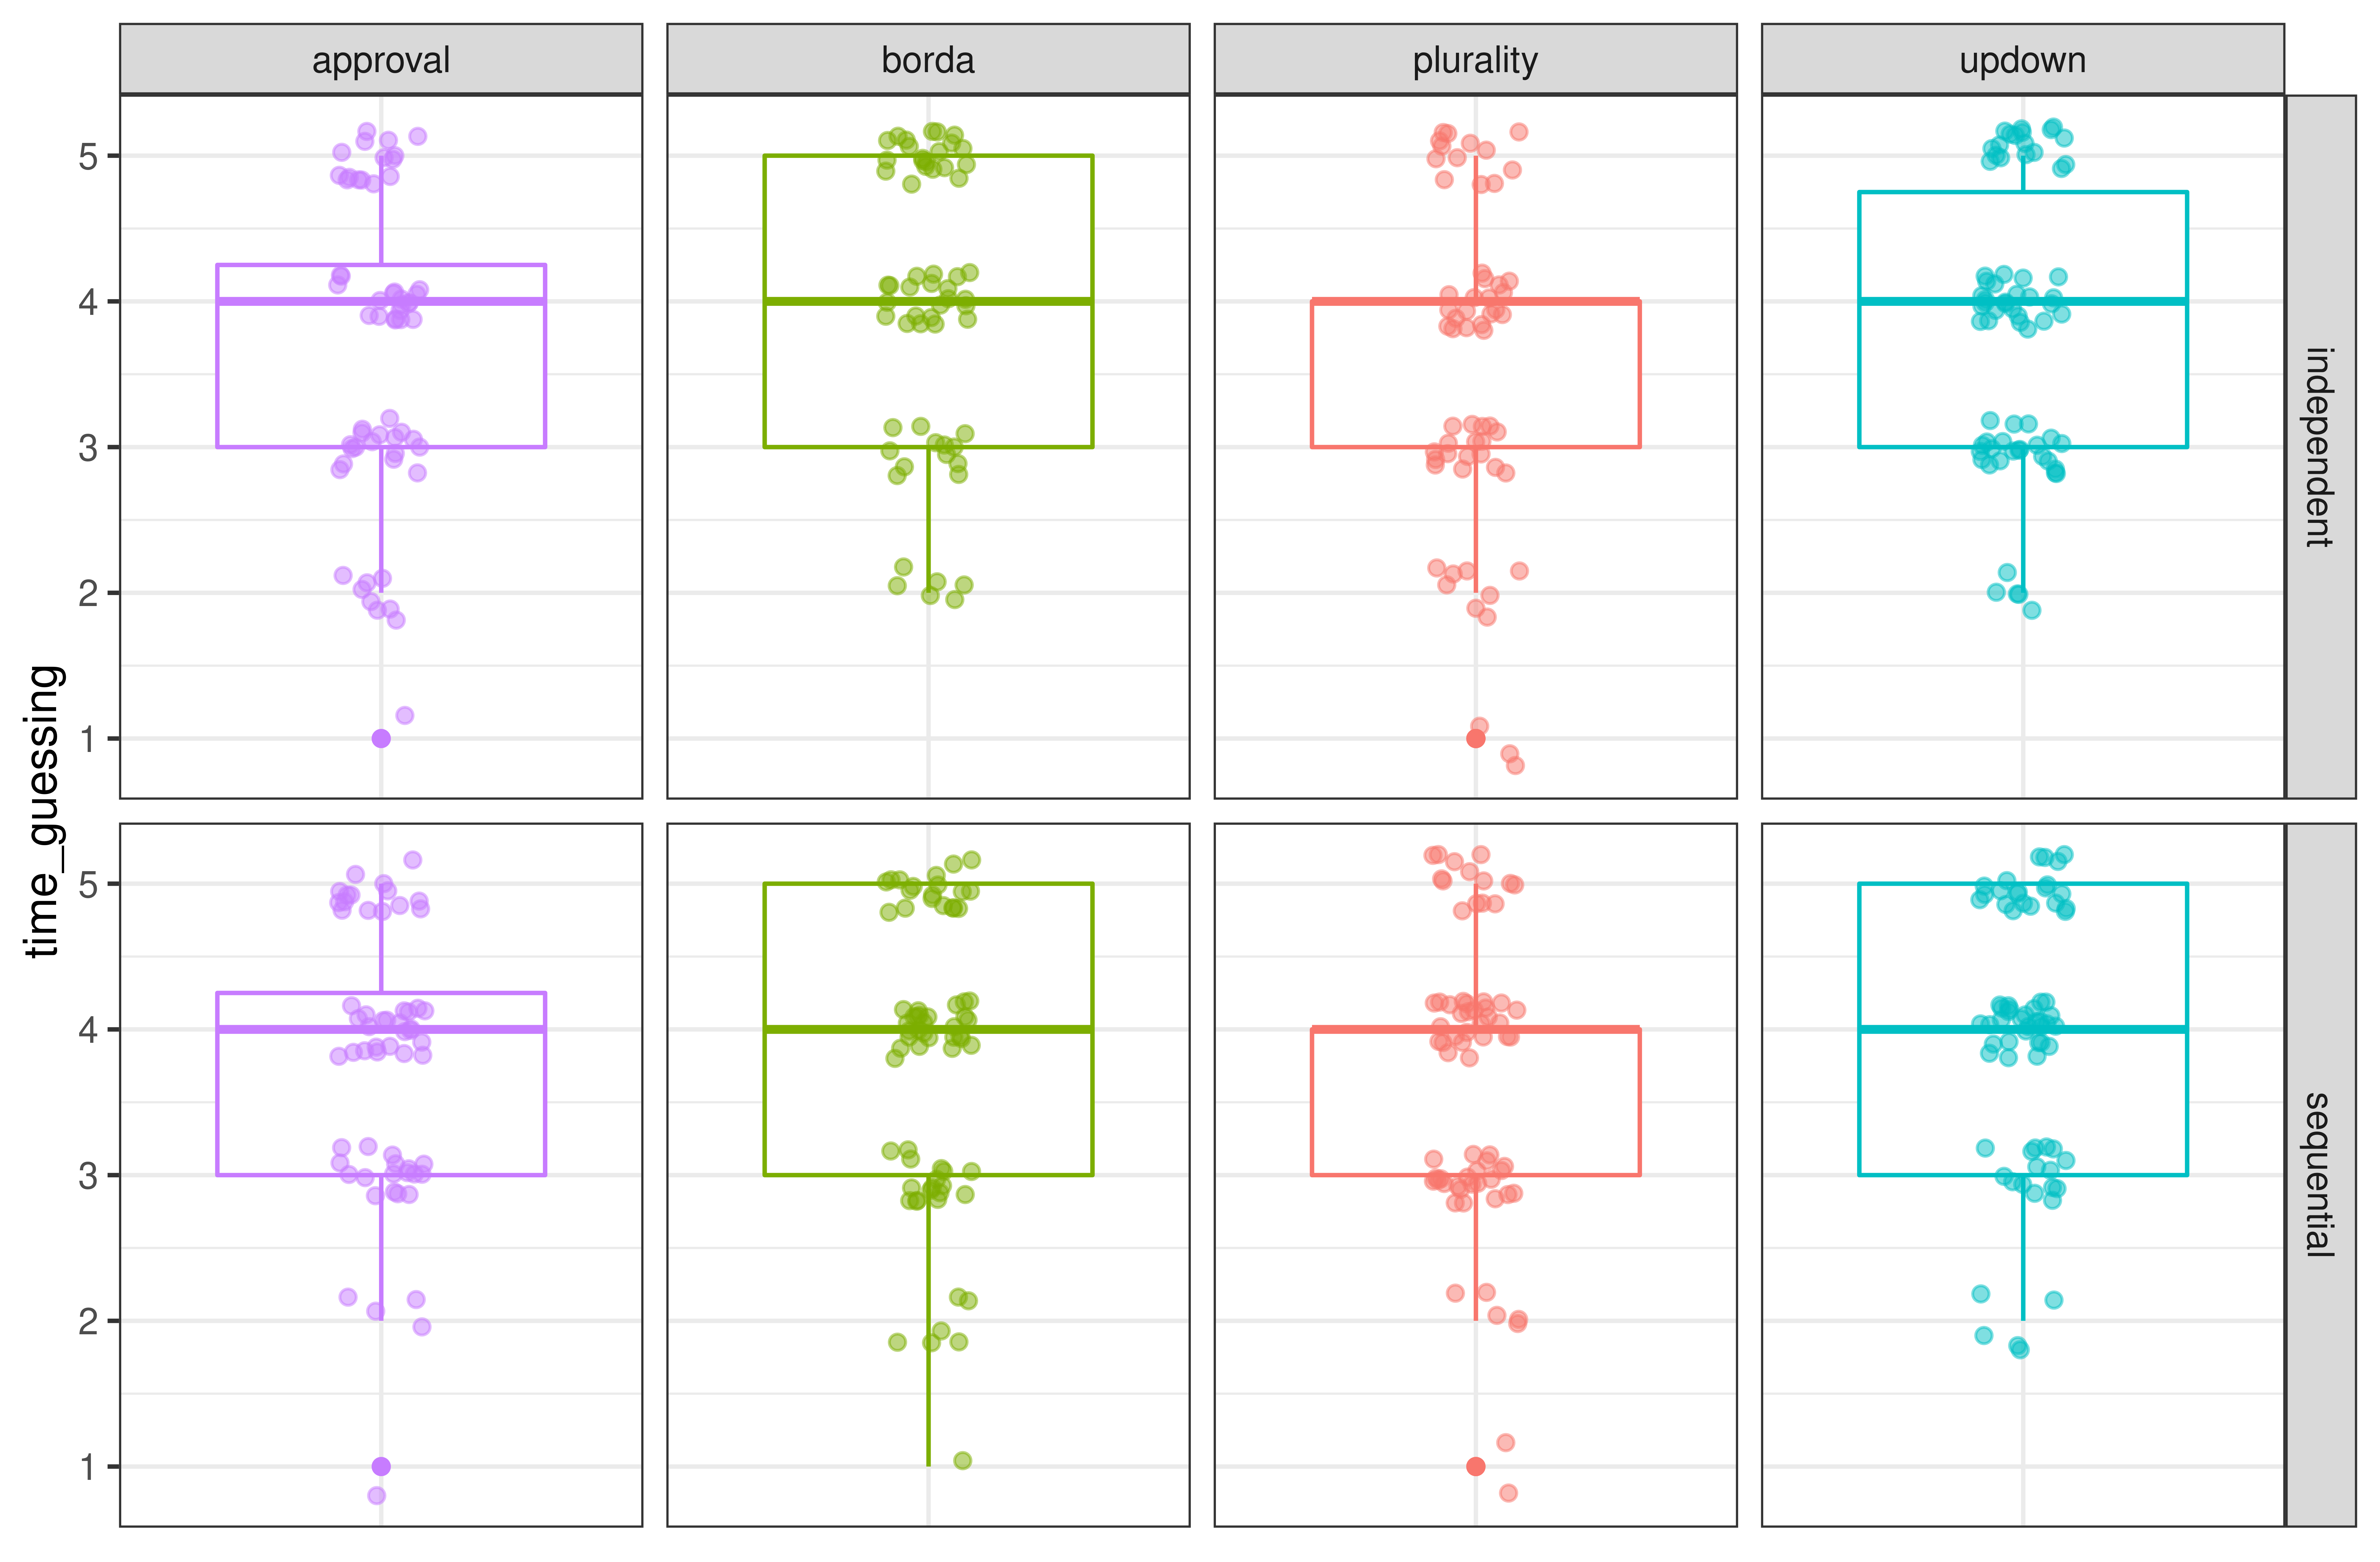 approval
borda
plurality
updown
5
4
3
2
1
independent
time_guessing
5
4
3
2
1
sequential